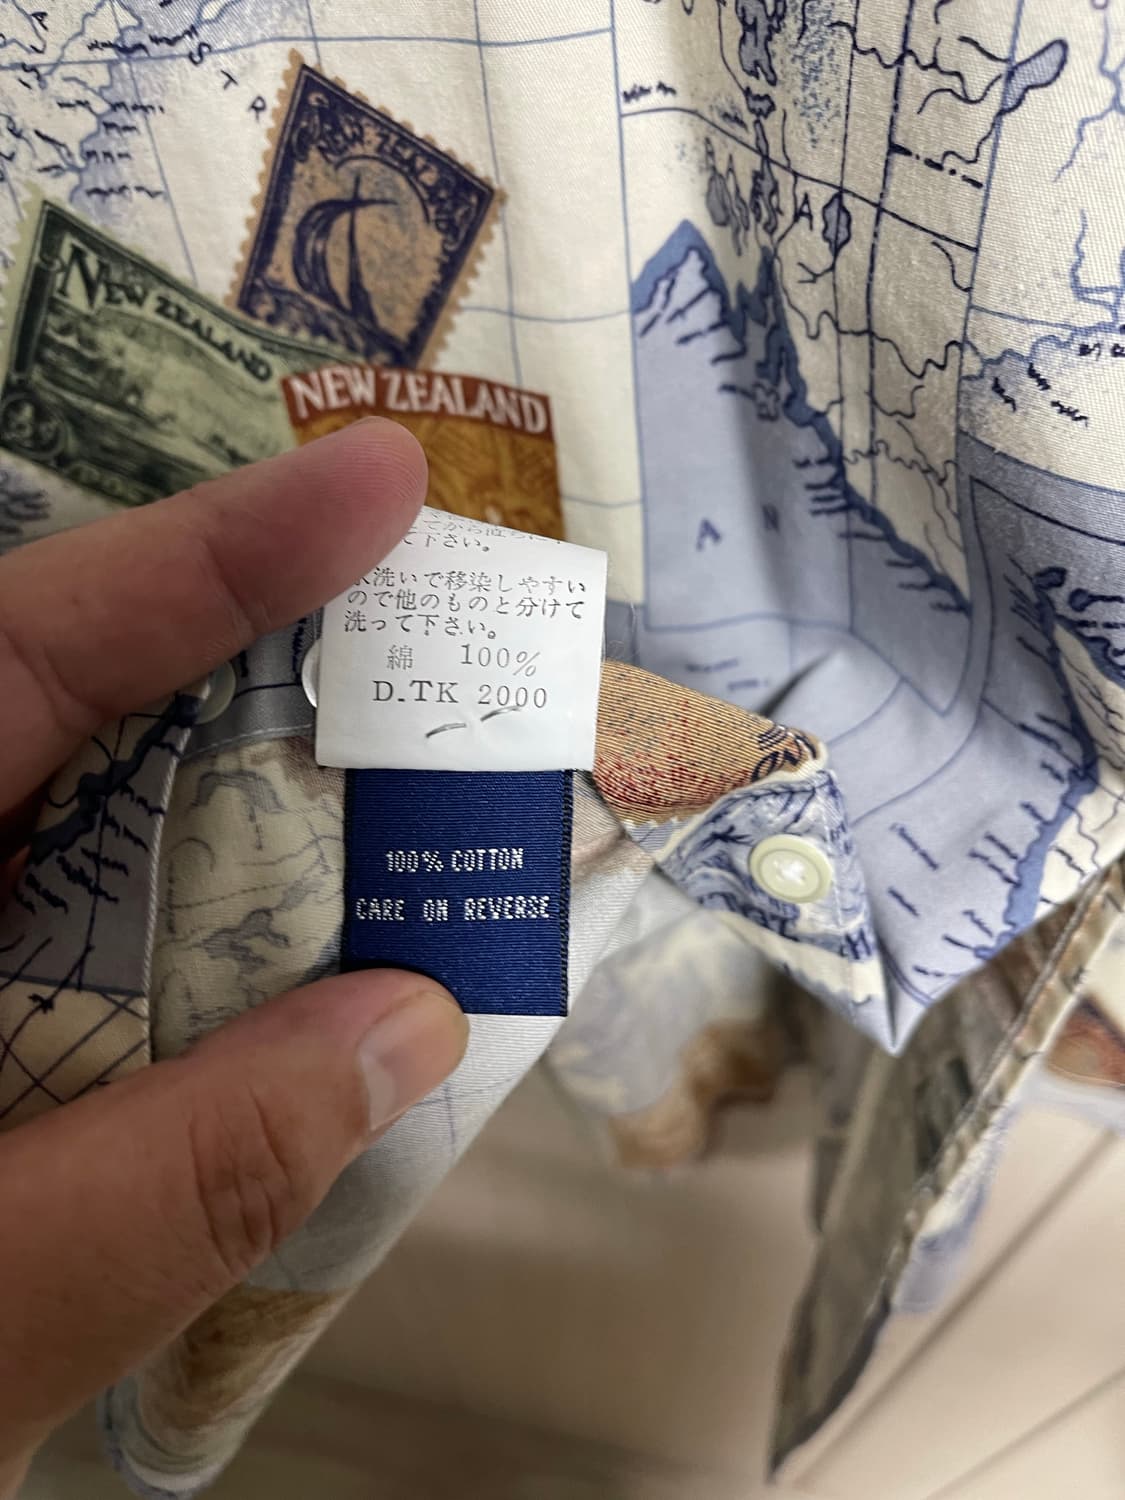 NEW ZEALAND
NEW ZEALAND
NEW ZEALAND
A
A N
て下さい。
水洗いで移染しやすい
ので他のものと分けて
洗って下さい。
綿 100%
D.TK 2000
100% COTTON
CARE ON REVERSE